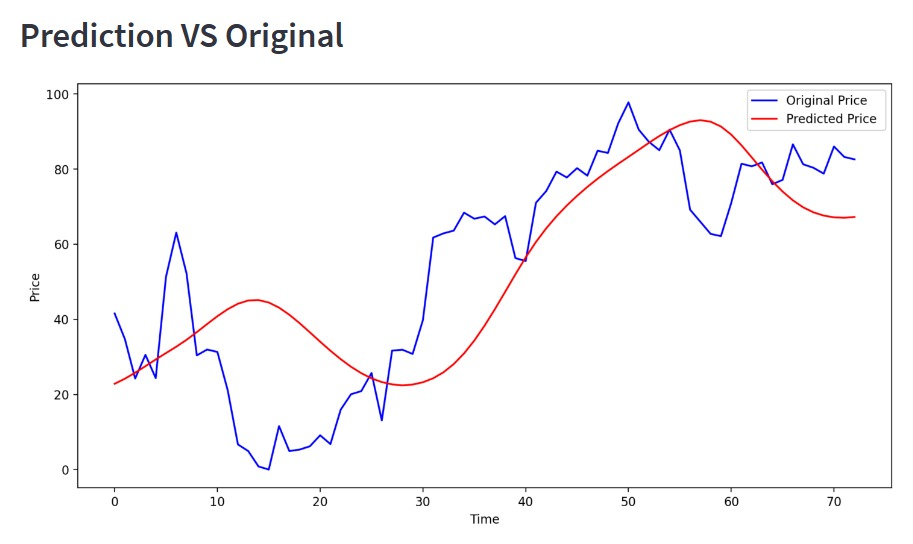 Prediction VS Original
Original Price
Predicted Price
100
80
60
40
20
0
Price
0 10 20 30 40 50 60 70
Time